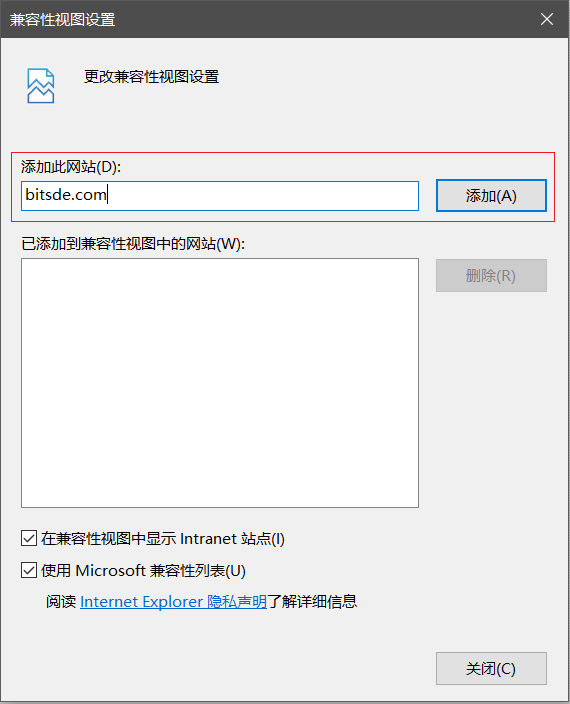 兼容性视图设置
更改兼容性视图设置
添加此网站(D):
bitsde.com
添加(A)
已添加到兼容性视图中的网站(W):
删除(R)
在兼容性视图中显示 Intranet 站点(I)
使用 Microsoft 兼容性列表(U)
阅读 Internet Explorer 隐私声明了解详细信息
关闭(C)